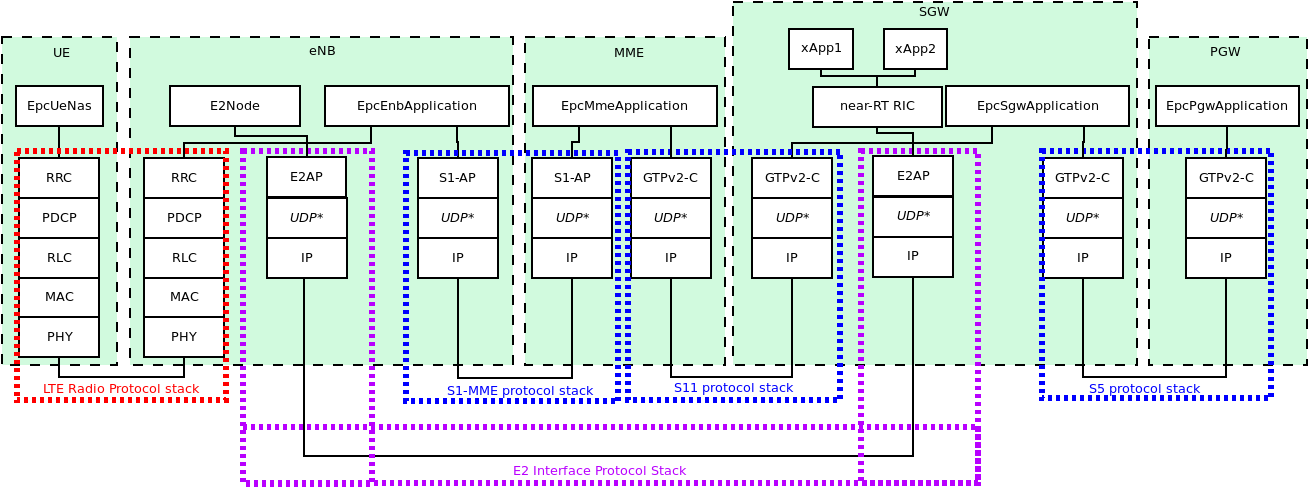 SGW
UE
eNB
MME
PGW
xApp1
xApp2
EpcUeNas
E2Node
EpcEnbApplication
EpcMmeApplication
near-RT RIC
EpcSgwApplication
EpcPgwApplication
RRC
PDCP
RLC
MAC
PHY
RRC
PDCP
RLC
MAC
PHY
E2AP
UDP*
IP
S1-AP
UDP*
IP
S1-AP
UDP*
IP
GTPv2-C
UDP*
IP
GTPv2-C
UDP*
IP
E2AP
UDP*
IP
GTPv2-C
UDP*
IP
GTPv2-C
UDP*
IP
LTE Radio Protocol stack
S1-MME protocol stack
S11 protocol stack
S5 protocol stack
E2 Interface Protocol Stack